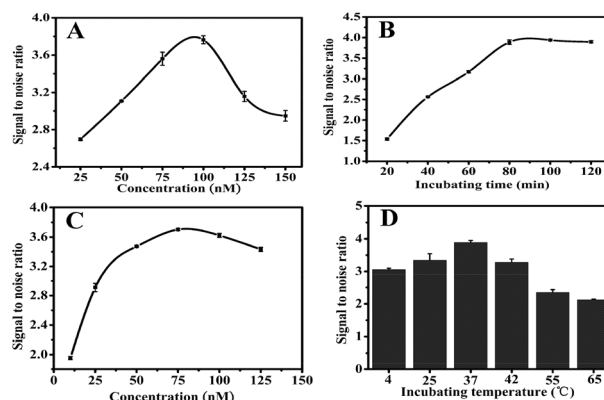 A
Signal to noise ratio
4.0
3.6
3.2
2.8
2.4
25 50 75 100 125 150
Concentration (nM)
B
Signal to noise ratio
4.5
4.0
3.5
3.0
2.5
2.0
1.5
1.0
20 40 60 80 100 120
Incubating time (min)
C
Signal to noise ratio
4.0
3.6
3.2
2.8
2.4
2.0
0 25 50 75 100 125 150
Concentration (nM)
D
Signal to noise ratio
5
4
3
2
1
0
4 25 37 42 55 65
Incubating temperature (℃)